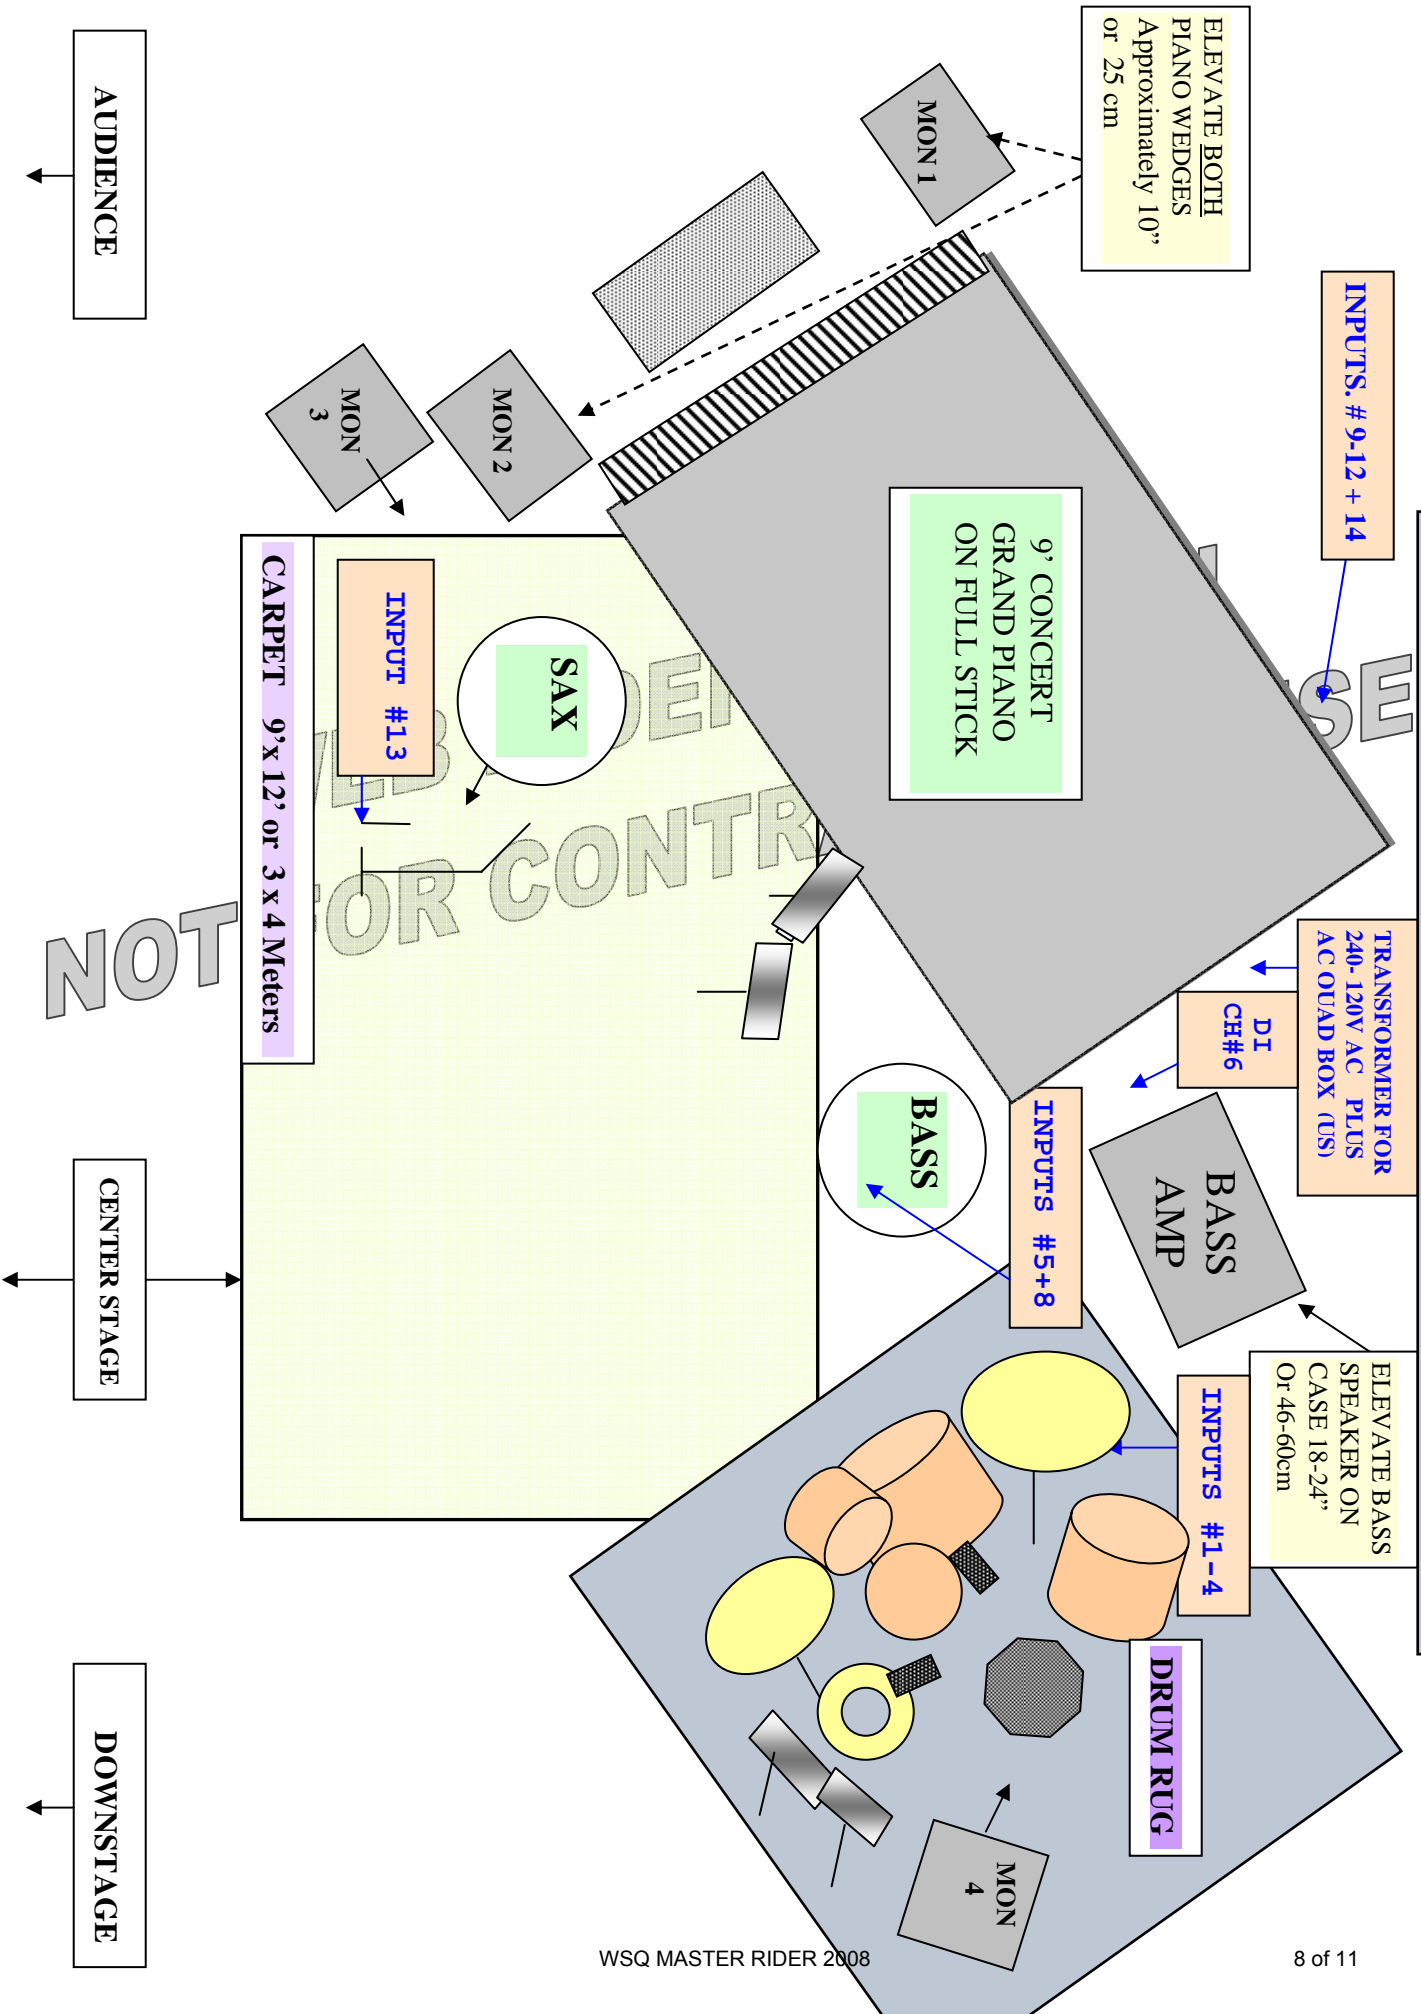 ELEVATE BOTH
PIANO WEDGES
Approximately 10”
or 25 cm
INPUTS. # 9-12 + 14
MON 1
AUDIENCE
MON 2
MON
3
9’ CONCERT
GRAND PIANO
ON FULL STICK
INPUT #13
SAX
CARPET 9’x 12’ or 3 x 4 Meters
TRANSFORMER FOR
240- 120V AC PLUS
AC QUAD BOX (US)
DI
CH#6
BASS
AMP
INPUTS #5+8
BASS
CENTER STAGE
ELEVATE BASS
SPEAKER ON
CASE 18-24”
Or 46-60cm
INPUTS #1-4
DRUM RUG
MON
4
DOWNSTAGE
NOT FOR CONTR
WSQ MASTER RIDER 2008
8 of 11